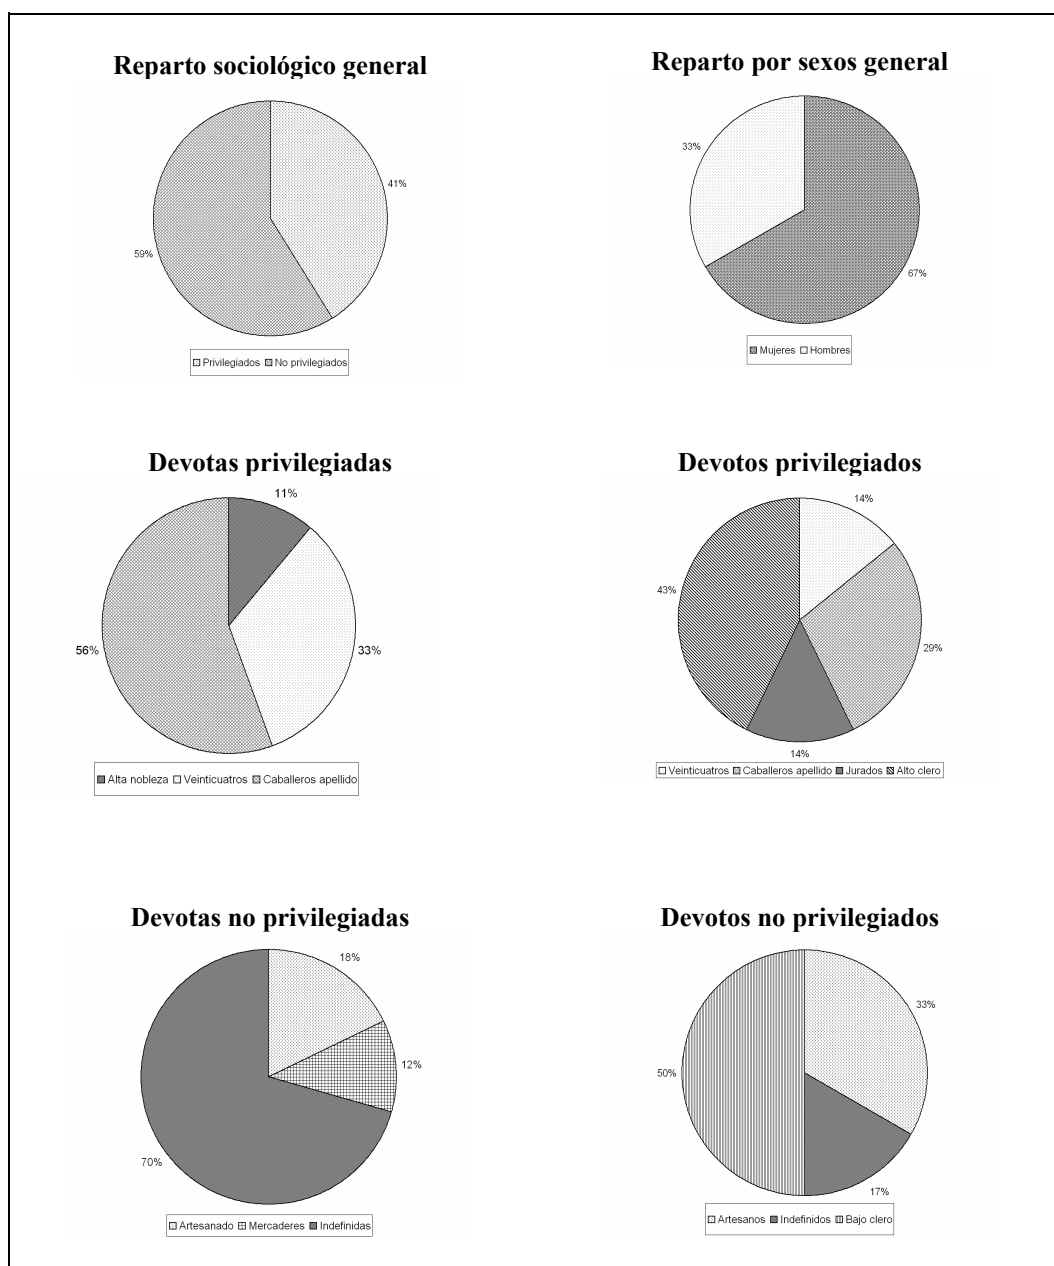 Reparto sociológico general
41%
59%
Privilegiados No privilegiados
Reparto por sexos general
33%
67%
Mujeres Hombres
Devotas privilegiadas
11%
56%
33%
Alta nobleza Veinticuatros Caballeros apellido
Devotos privilegiados
14%
43%
29%
14%
Veinticuatros Caballeros apellido Jurados Alto clero
Devotas no privilegiadas
18%
12%
70%
Artesanado Mercaderes Indefinidas
Devotos no privilegiados
33%
50%
17%
Artesanos Indefinidos Bajo clero